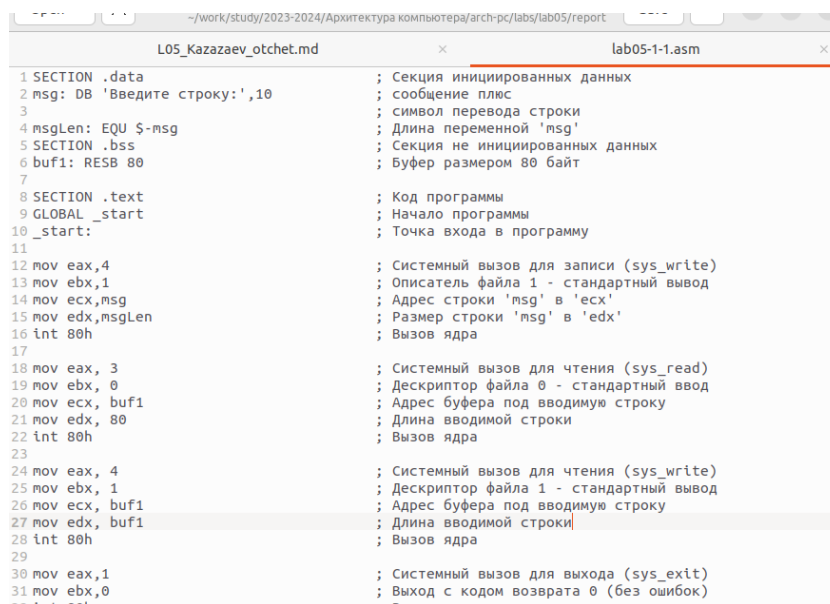 ~/work/study/2023-2024/Архитектура компьютера/arch-pc/labs/lab05/report
L05_Kazazaev_otchet.md × lab05-1-1.asm ×
1 SECTION .data ; Секция инициированных данных
2 msg: DB 'Введите строку:',10 ; сообщение плюс
3 ; символ перевода строки
4 msgLen: EQU $-msg ; Длина переменной 'msg'
5 SECTION .bss ; Секция не инициированных данных
6 buf1: RESB 80 ; Буфер размером 80 байт
7
8 SECTION .text ; Код программы
9 GLOBAL _start ; Начало программы
10 _start: ; Точка входа в программу
11
12 mov eax,4 ; Системный вызов для записи (sys_write)
13 mov ebx,1 ; Описатель файла 1 - стандартный вывод
14 mov ecx,msg ; Адрес строки 'msg' в 'ecx'
15 mov edx,msgLen ; Размер строки 'msg' в 'edx'
16 int 80h ; Вызов ядра
17
18 mov eax, 3 ; Системный вызов для чтения (sys_read)
19 mov ebx, 0 ; Дескриптор файла 0 - стандартный ввод
20 mov ecx, buf1 ; Адрес буфера под вводимую строку
21 mov edx, 80 ; Длина вводимой строки
22 int 80h ; Вызов ядра
23
24 mov eax, 4 ; Системный вызов для чтения (sys_write)
25 mov ebx, 1 ; Дескриптор файла 1 - стандартный вывод
26 mov ecx, buf1 ; Адрес буфера под вводимую строку
27 mov edx, buf1 ; Длина вводимой строки
28 int 80h ; Вызов ядра
29
30 mov eax,1 ; Системный вызов для выхода (sys_exit)
31 mov ebx,0 ; Выход с кодом возврата 0 (без ошибок)